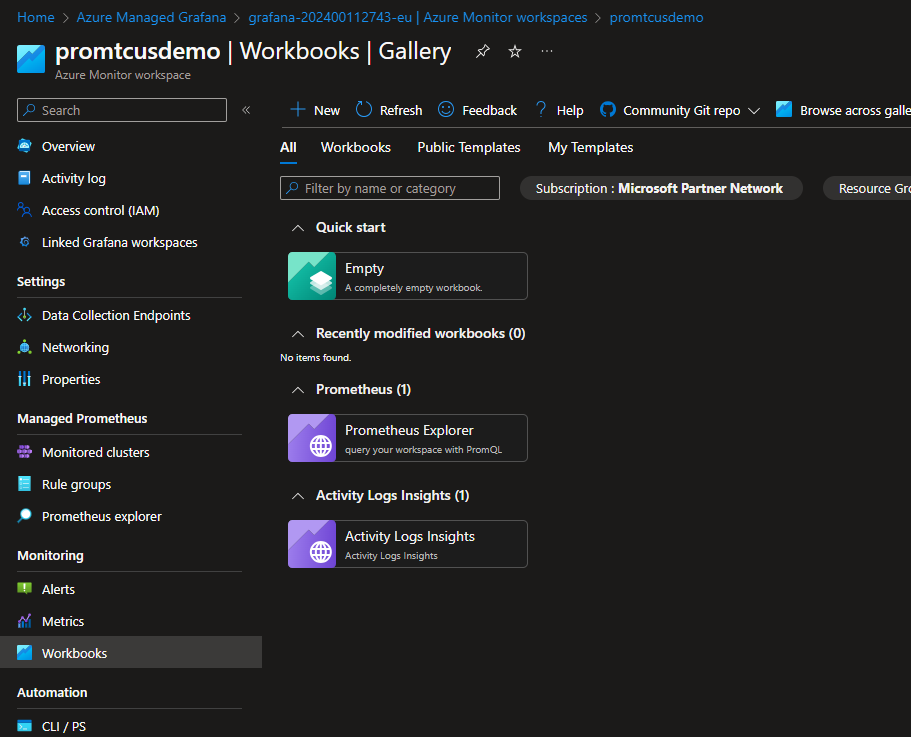 Home > Azure Managed Grafana > grafana-202400112743-eu | Azure Monitor workspaces > promtcusdemo
promtcusdemo | Workbooks | Gallery ...
Azure Monitor workspace
Search «
Overview
Activity log
Access control (IAM)
Linked Grafana workspaces
Settings
Data Collection Endpoints
Networking
Properties
Managed Prometheus
Monitored clusters
Rule groups
Prometheus explorer
Monitoring
Alerts
Metrics
Workbooks
Automation
CLI / PS
New Refresh Feedback ? Help Community Git repo Browse across galle
All Workbooks Public Templates My Templates
Filter by name or category Subscription : Microsoft Partner Network Resource Gro
Quick start
Empty
A completely empty workbook.
Recently modified workbooks (0)
No items found.
Prometheus (1)
Prometheus Explorer
query your workspace with PromQL
Activity Logs Insights (1)
Activity Logs Insights
Activity Logs Insights